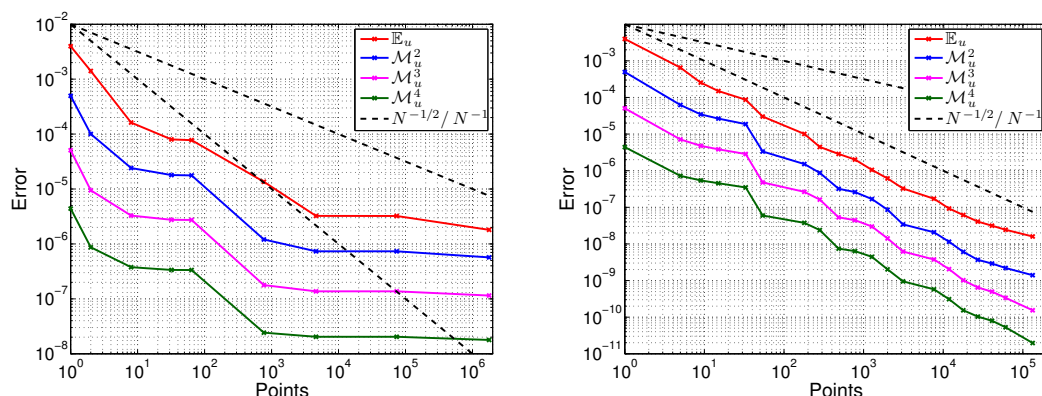 10^-2
10^-3
10^-4
10^-5
10^-6
10^-7
10^-8
Error
10^0 10^1 10^2 10^3 10^4 10^5 10^6
Points
𝔼_u
ℳ_u^2
ℳ_u^3
ℳ_u^4
N^{-1/2}/ N^{-1}
10^-3
10^-4
10^-5
10^-6
10^-7
10^-8
10^-9
10^-10
10^-11
Error
10^0 10^1 10^2 10^3 10^4 10^5
Points
𝔼_u
ℳ_u^2
ℳ_u^3
ℳ_u^4
N^{-1/2}/ N^{-1}